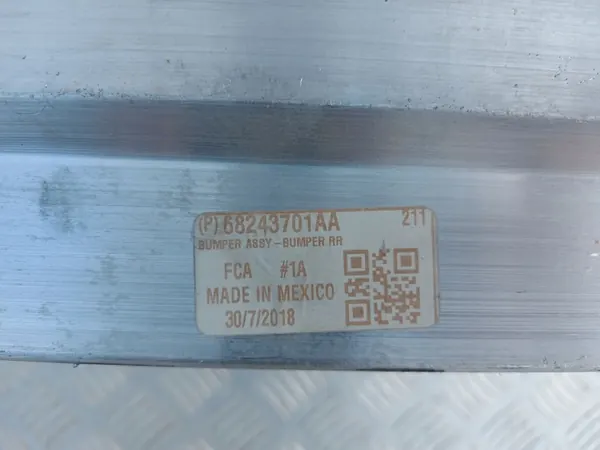 (P) 68243701AA 211
BUMPER ASSY-BUMPER RR
FCA #1A
MADE IN MEXICO
30/7/2018